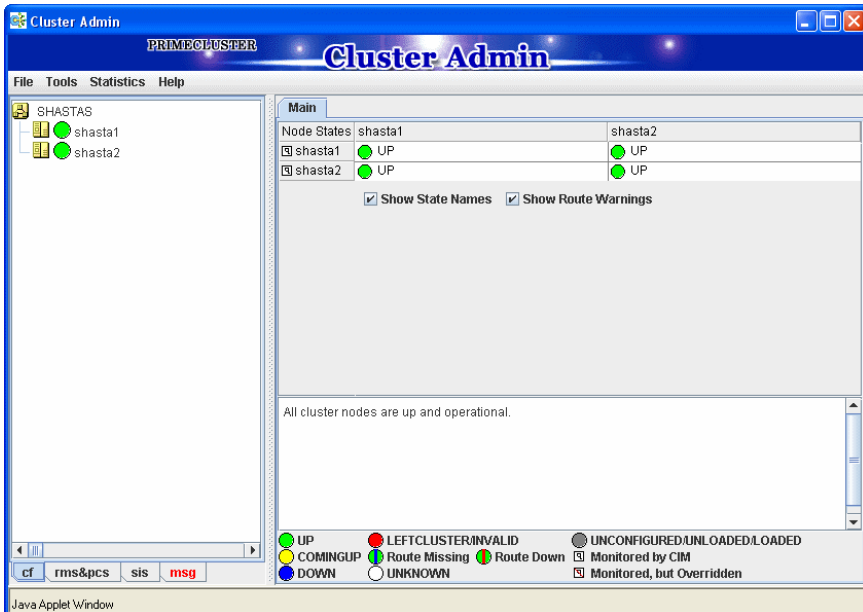 Cluster Admin
PRIMECLUSTER
Cluster Admin
File Tools Statistics Help
SHASTAS
shasta1
shasta2
Main
Node States shasta1 shasta2
shasta1 UP UP
shasta2 UP UP
Show State Names Show Route Warnings
All cluster nodes are up and operational.
UP LEFTCLUSTER/INVALID UNCONFIGURED/UNLOADED/LOADED
COMINGUP Route Missing Route Down Monitored by CIM
DOWN UNKNOWN Monitored, but Overridden
cf rms&pcs sis msg
Java Applet Window